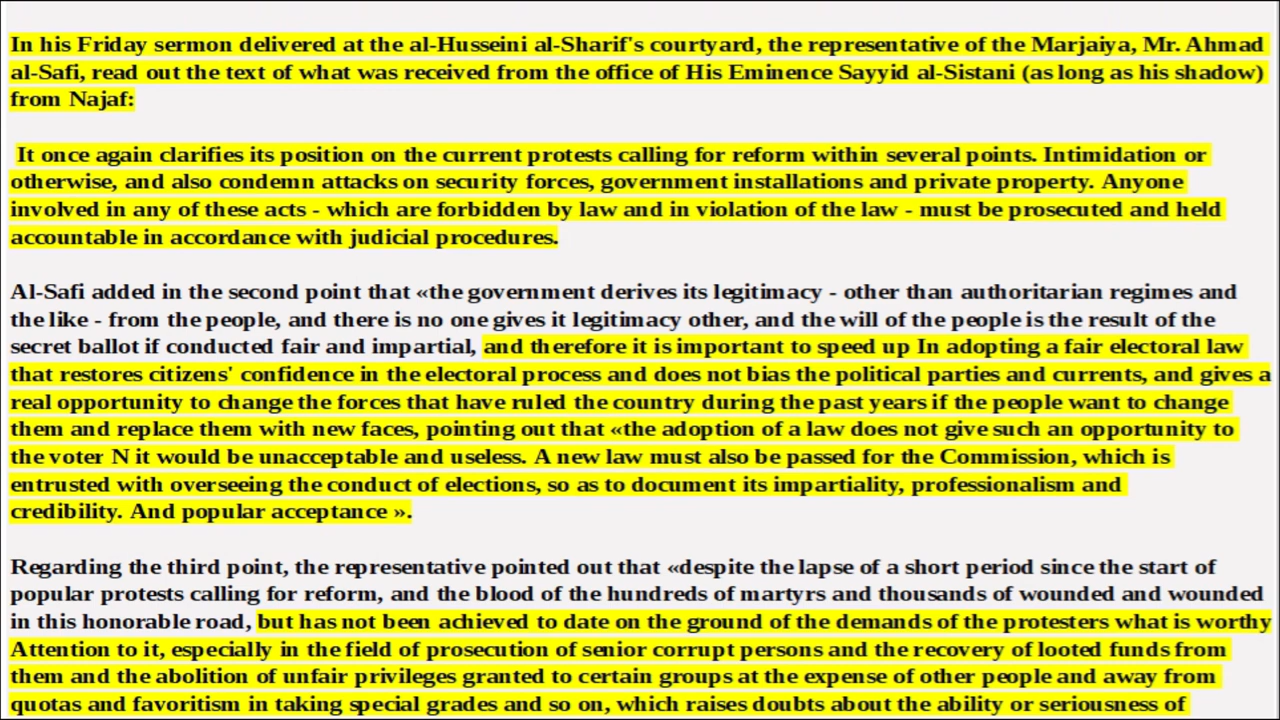 In his Friday sermon delivered at the al-Husseini al-Sharif's courtyard, the representative of the Marjaiya, Mr. Ahmad
al-Safi, read out the text of what was received from the office of His Eminence Sayyid al-Sistani (as long as his shadow)
from Najaf:
It once again clarifies its position on the current protests calling for reform within several points. Intimidation or
otherwise, and also condemn attacks on security forces, government installations and private property. Anyone
involved in any of these acts - which are forbidden by law and in violation of the law - must be prosecuted and held
accountable in accordance with judicial procedures.
Al-Safi added in the second point that «the government derives its legitimacy - other than authoritarian regimes and
the like - from the people, and there is no one gives it legitimacy other, and the will of the people is the result of the
secret ballot if conducted fair and impartial, and therefore it is important to speed up In adopting a fair electoral law
that restores citizens' confidence in the electoral process and does not bias the political parties and currents, and gives a
real opportunity to change the forces that have ruled the country during the past years if the people want to change
them and replace them with new faces, pointing out that «the adoption of a law does not give such an opportunity to
the voter N it would be unacceptable and useless. A new law must also be passed for the Commission, which is
entrusted with overseeing the conduct of elections, so as to document its impartiality, professionalism and
credibility. And popular acceptance ».
Regarding the third point, the representative pointed out that «despite the lapse of a short period since the start of
popular protests calling for reform, and the blood of the hundreds of martyrs and thousands of wounded and wounded
in this honorable road, but has not been achieved to date on the ground of the demands of the protesters what is worthy
Attention to it, especially in the field of prosecution of senior corrupt persons and the recovery of looted funds from
them and the abolition of unfair privileges granted to certain groups at the expense of other people and away from
quotas and favoritism in taking special grades and so on, which raises doubts about the ability or seriousness of